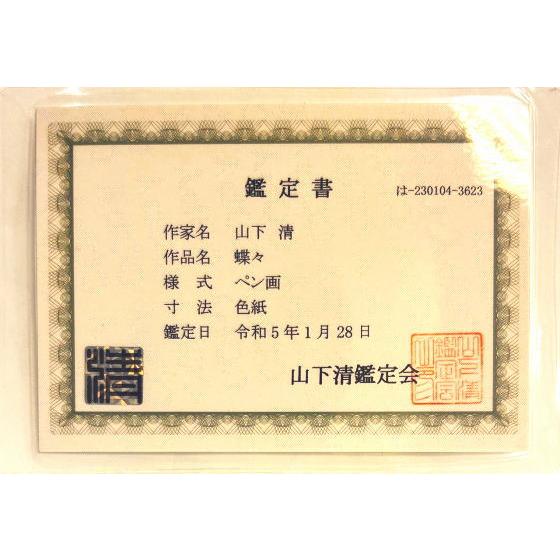 鑑定書
は-230104-3623
作家名 山下 清
作品名 蝶々
様 式 ペン画
寸 法 色紙
鑑定日 令和5年1月28日
山下清鑑定会
清